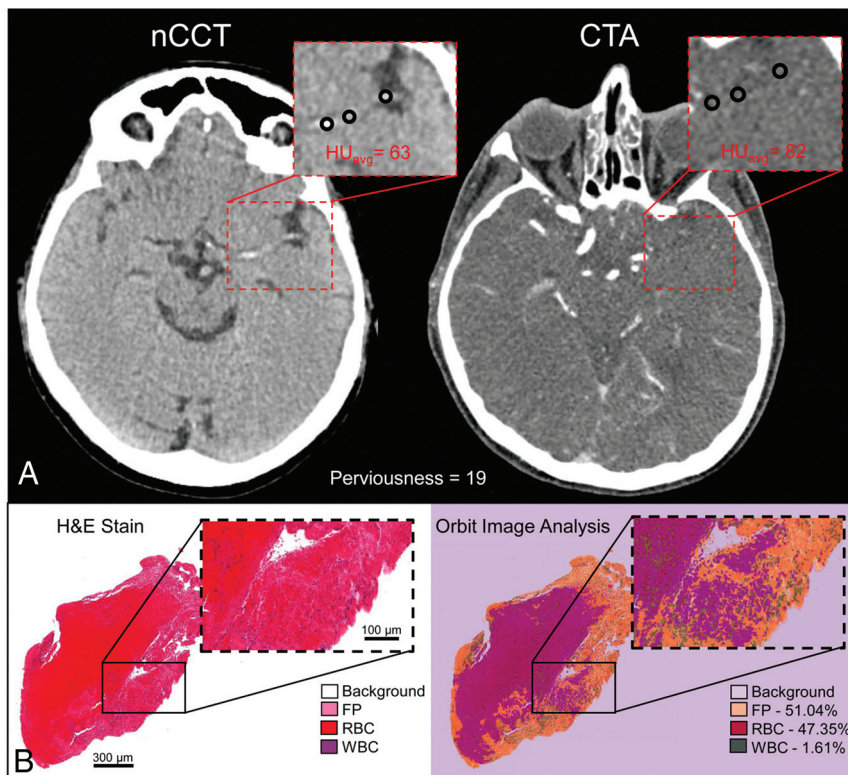 nCCT
CTA
HUavg = 63
HUavg = 82
A
Perviousness = 19
H&E Stain
Orbit Image Analysis
100 µm
Background
FP
RBC
WBC
300 µm
Background
FP - 51.04%
RBC - 47.35%
WBC - 1.61%
B